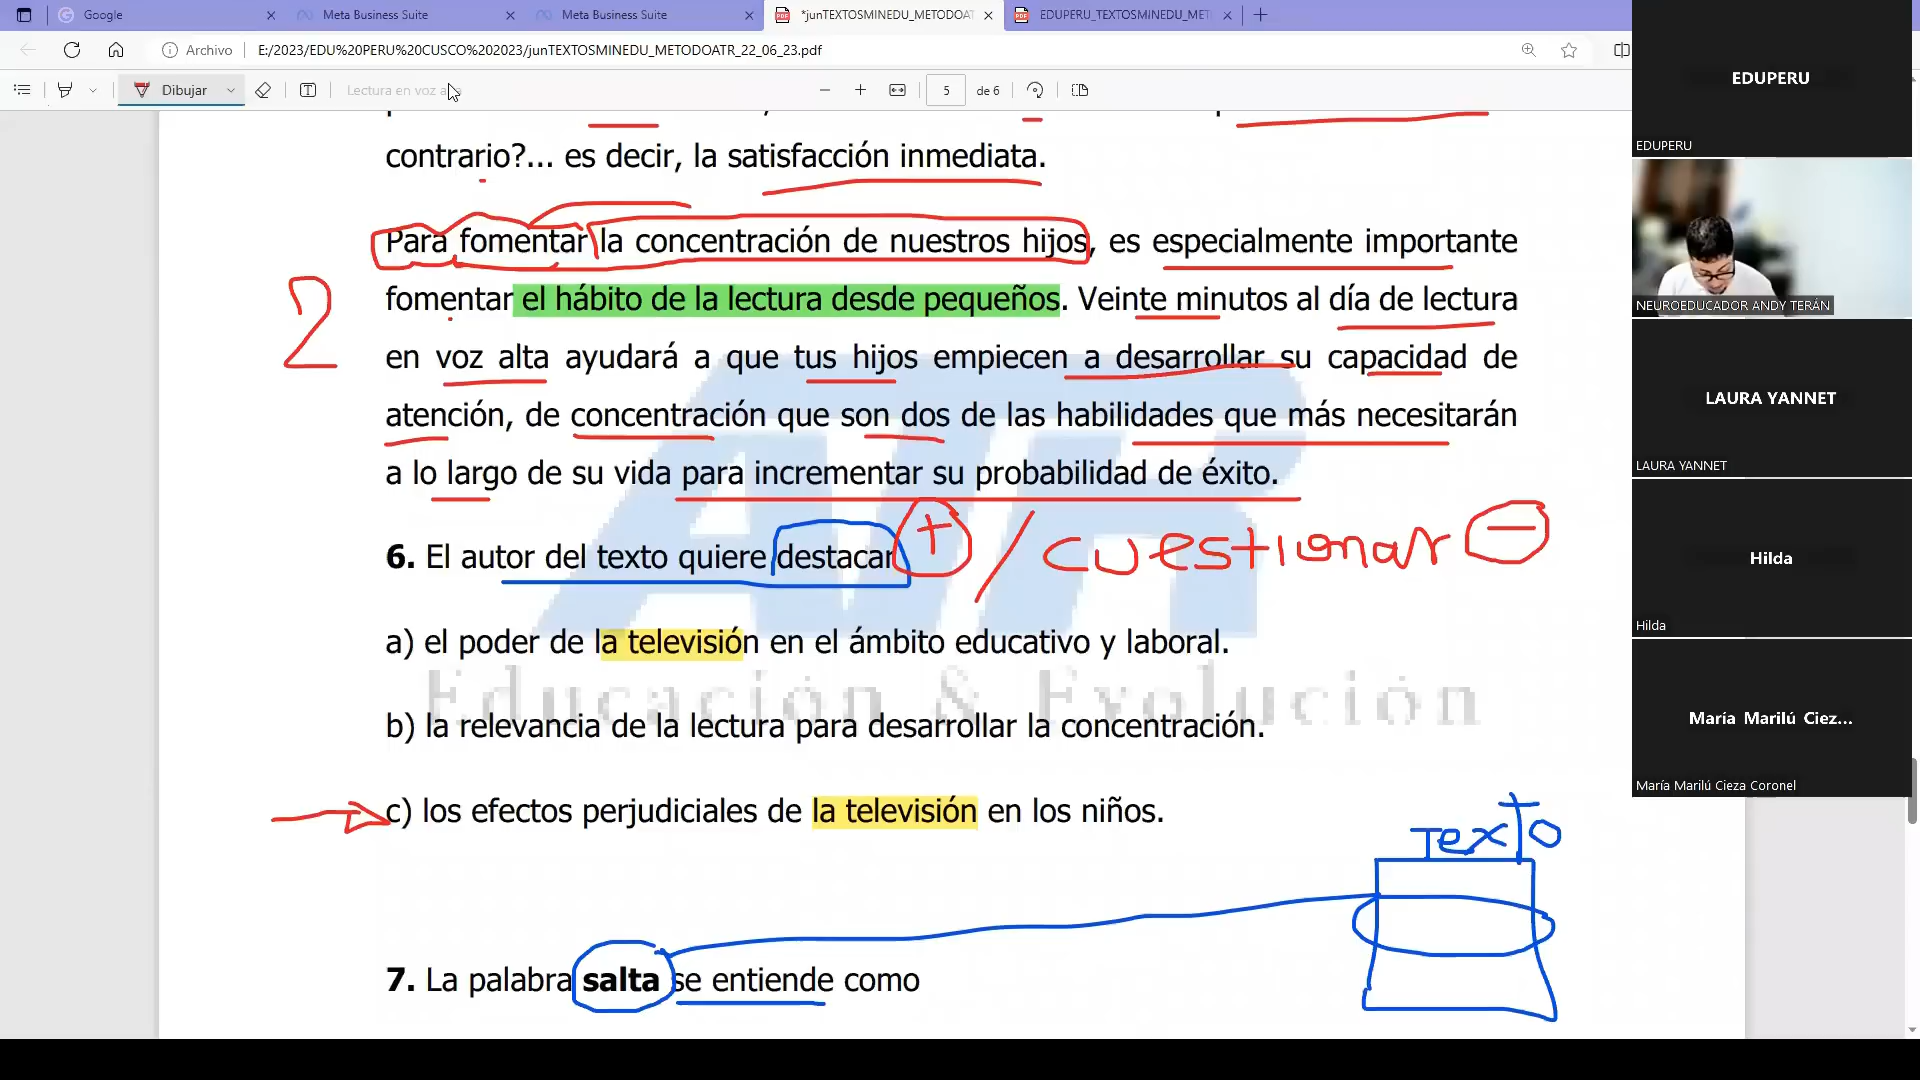 Google
Meta Business Suite
Meta Business Suite
*junTEXTOSMINEDU_METODOAT
EDUPERU_TEXTOSMINEDU_MET
Archivo
E:/2023/EDU%20PERU%20CUSCO%202023/junTEXTOSMINEDU_METODOATR_22_06_23.pdf
Dibujar
Lectura en voz a
5
de 6
contrario?... es decir, la satisfacción inmediata.
Para fomentar la concentración de nuestros hijos, es especialmente importante
fomentar el hábito de la lectura desde pequeños. Veinte minutos al día de lectura
2
en voz alta ayudará a que tus hijos empiecen a desarrollar su capacidad de
atención, de concentración que son dos de las habilidades que más necesitarán
a lo largo de su vida para incrementar su probabilidad de éxito.
6. El autor del texto quiere destacar + / cuestionar −
a) el poder de la televisión en el ámbito educativo y laboral.
Educación & Evolución
b) la relevancia de la lectura para desarrollar la concentración.
c) los efectos perjudiciales de la televisión en los niños.
Texto
7. La palabra salta se entiende como
ATR
EDUPERU
EDUPERU
NEUROEDUCADOR ANDY TERÁN
LAURA YANNET
LAURA YANNET
Hilda
Hilda
María Marilú Ciez...
María Marilú Cieza Coronel